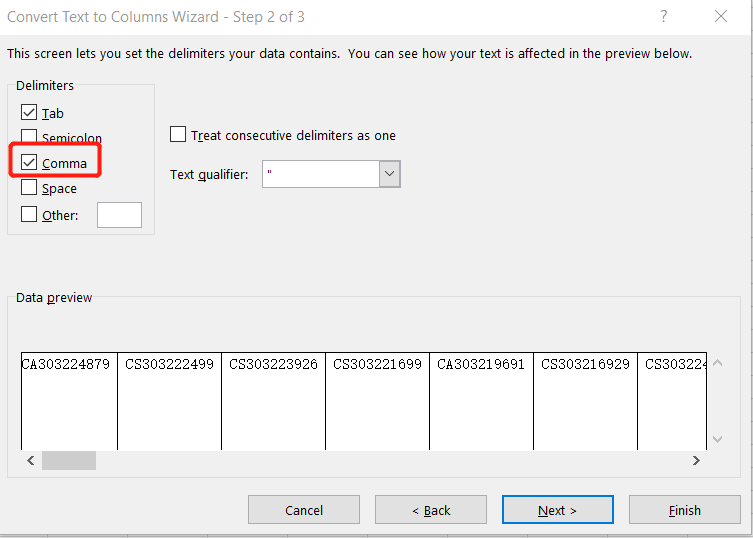 Convert Text to Columns Wizard - Step 2 of 3
This screen lets you set the delimiters your data contains. You can see how your text is affected in the preview below.
Delimiters
Tab
Semicolon
Comma
Space
Other:
Treat consecutive delimiters as one
Text qualifier: "
Data preview
CA303224879 CS303222499 CS303223926 CS303221699 CA303219691 CS303216929 CS303224
Cancel < Back Next > Finish